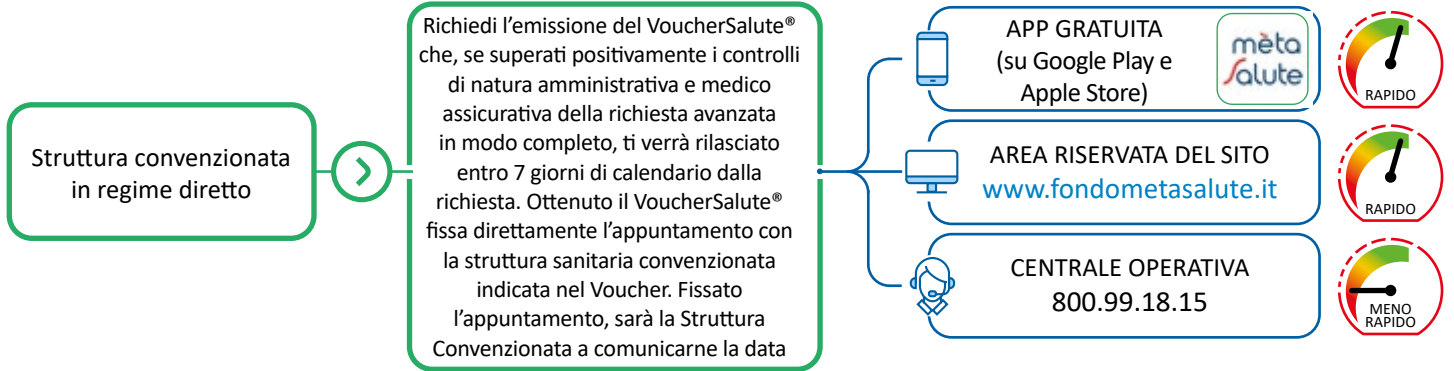 Struttura convenzionata
in regime diretto
Richiedi l’emissione del VoucherSalute®
che, se superati positivamente i controlli
di natura amministrativa e medico
assicurativa della richiesta avanzata
in modo completo, ti verrà rilasciato
entro 7 giorni di calendario dalla
richiesta. Ottenuto il VoucherSalute®
fissa direttamente l’appuntamento con
la struttura sanitaria convenzionata
indicata nel Voucher. Fissato
l’appuntamento, sarà la Struttura
Convenzionata a comunicarne la data
APP GRATUITA
(su Google Play e
Apple Store)
mèta
Salute
RAPIDO
AREA RISERVATA DEL SITO
www.fondometasalute.it
RAPIDO
CENTRALE OPERATIVA
800.99.18.15
MENO
RAPIDO